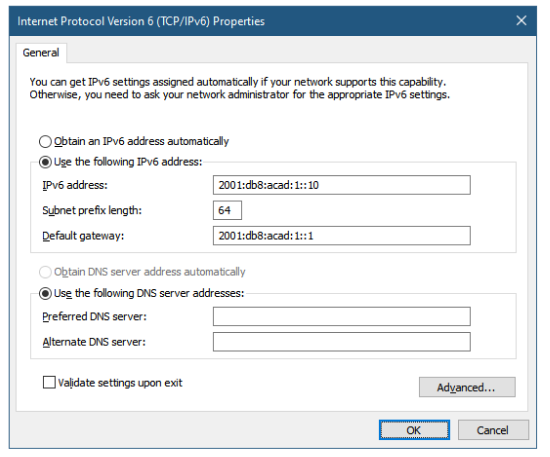 Internet Protocol Version 6 (TCP/IPv6) Properties
General
You can get IPv6 settings assigned automatically if your network supports this capability.
Otherwise, you need to ask your network administrator for the appropriate IPv6 settings.
Obtain an IPv6 address automatically
Use the following IPv6 address:
IPv6 address: 2001:db8:acad:1::10
Subnet prefix length: 64
Default gateway: 2001:db8:acad:1::1
Obtain DNS server address automatically
Use the following DNS server addresses:
Preferred DNS server:
Alternate DNS server:
Validate settings upon exit
Advanced...
OK Cancel